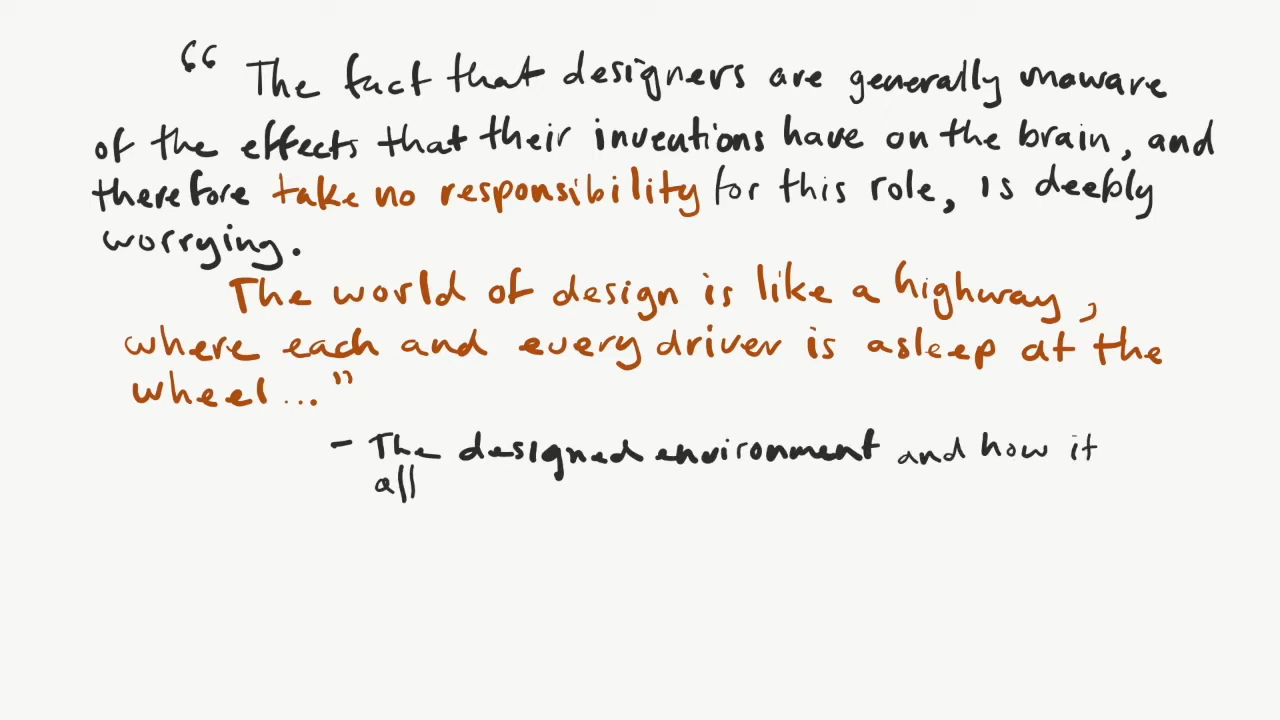 “ The fact that designers are generally unaware
of the effects that their inventions have on the brain, and
therefore take no responsibility for this role, is deeply
worrying.
The world of design is like a highway,
where each and every driver is asleep at the
wheel ... ”
- The designed environment and how it
all